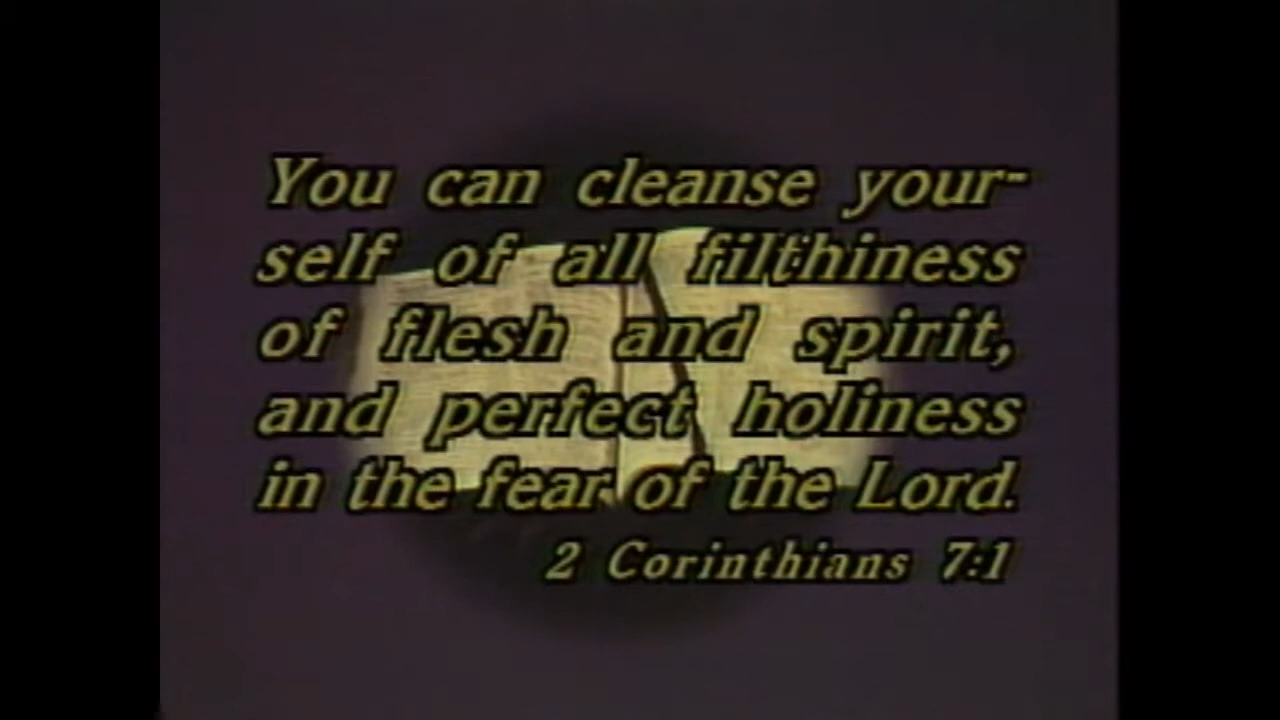 You can cleanse your-
self of all filthiness
of flesh and spirit,
and perfect holiness
in the fear of the Lord.
2 Corinthians 7:1